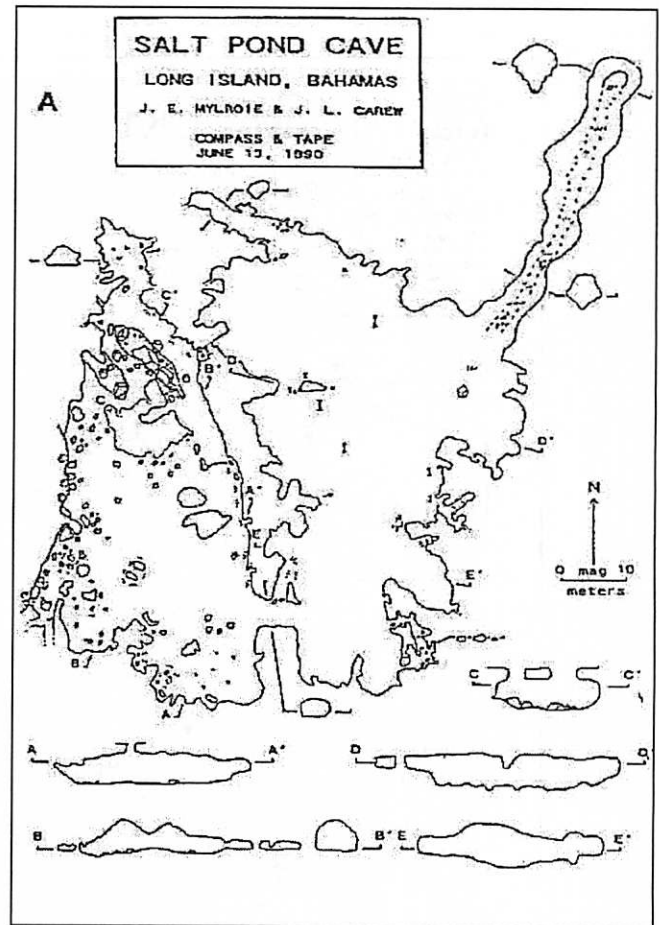 SALT POND CAVE
LONG ISLAND, BAHAMAS
J. E. MYLROIE & J. L. CAREW
COMPASS & TAPE
JUNE 13, 1990
A
C'
B'
D
C
A'
D'
E
N
B
E'
0 mag 10
meters
B
A
C C'
A A' D D'
B B' E E'